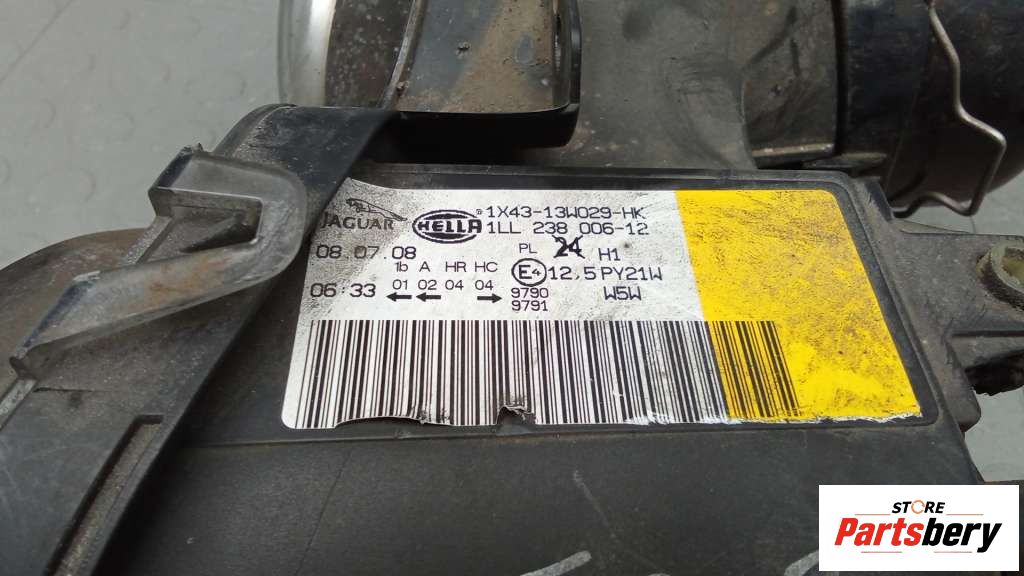 JAGUAR
HELLA ®
1X43-13W029-HK
1LL 238 006-12
08.07.08
PL 24 H1
1b A HR HC
E4 12,5 PY21W
06:33
01 02 04 04
← ← →
9790
9791
W5W
STORE
Partsbery